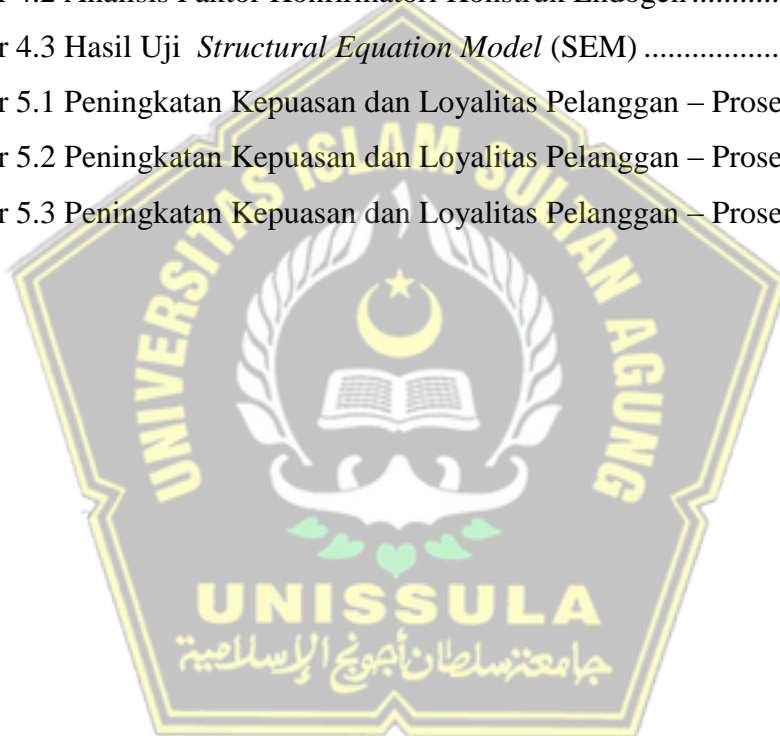 r 4.2 Analisis Faktor Konfirmatori Konstruk Endogen................
r 4.3 Hasil Uji Structural Equation Model (SEM)..................
r 5.1 Peningkatan Kepuasan dan Loyalitas Pelanggan – Prose
r 5.2 Peningkatan Kepuasan dan Loyalitas Pelanggan – Prose
r 5.3 Peningkatan Kepuasan dan Loyalitas Pelanggan – Prose
UNIVERSITAS ISLAM SULTAN AGUNG
UNISSULA
جامعة سلطان أجونج الإسلامية